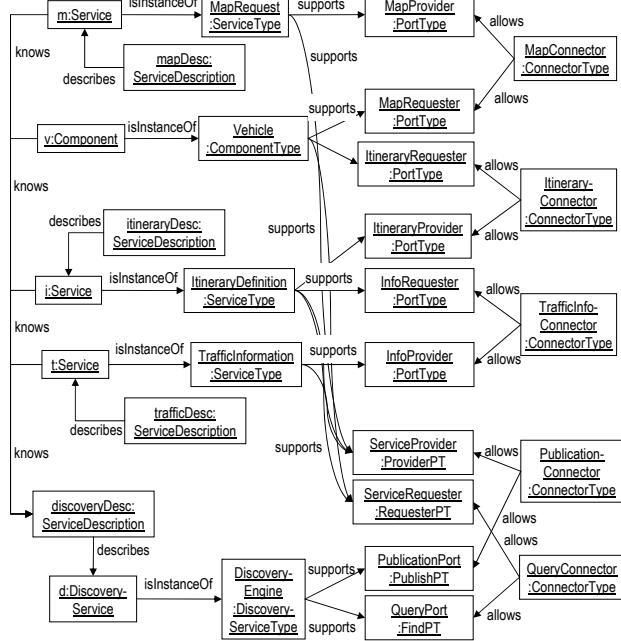 m:Service
isInstanceOf
MapRequest
:ServiceType
supports
MapProvider
:PortType
allows
knows
describes
mapDesc:
ServiceDescription
supports
MapConnector
:ConnectorType
allows
supports
MapRequester
:PortType
v:Component
isInstanceOf
Vehicle
:ComponentType
ItineraryRequester
:PortType
allows
Itinerary-
Connector
:ConnectorType
knows
describes
itineraryDesc:
ServiceDescription
supports
ItineraryProvider
:PortType
allows
i:Service
isInstanceOf
ItineraryDefinition
:ServiceType
supports
InfoRequester
:PortType
allows
TrafficInfo-
Connector
:ConnectorType
knows
t:Service
isInstanceOf
TrafficInformation
:ServiceType
supports
InfoProvider
:PortType
allows
describes
trafficDesc:
ServiceDescription
supports
knows
ServiceProvider
:ProviderPT
allows
Publication-
Connector
:ConnectorType
discoveryDesc:
ServiceDescription
ServiceRequester
:RequesterPT
allows
allows
describes
d:Discovery-
Service
isInstanceOf
Discovery-
Engine
:Discovery-
ServiceType
supports
PublicationPort
:PublishPT
QueryConnector
:ConnectorType
supports
QueryPort
:FindPT
allows